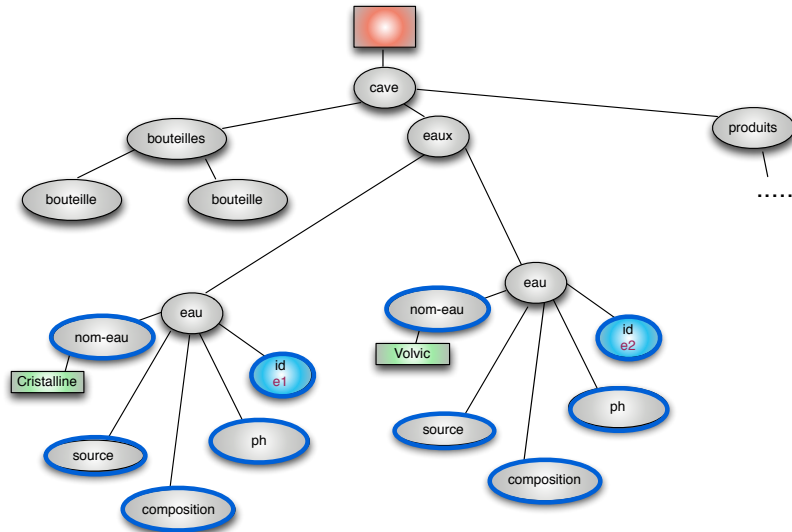 cave
bouteilles
eaux
produits
bouteille
bouteille
.....
eau
eau
nom-eau
nom-eau
id
e1
id
e2
Cristalline
Volvic
source
ph
composition
source
ph
composition